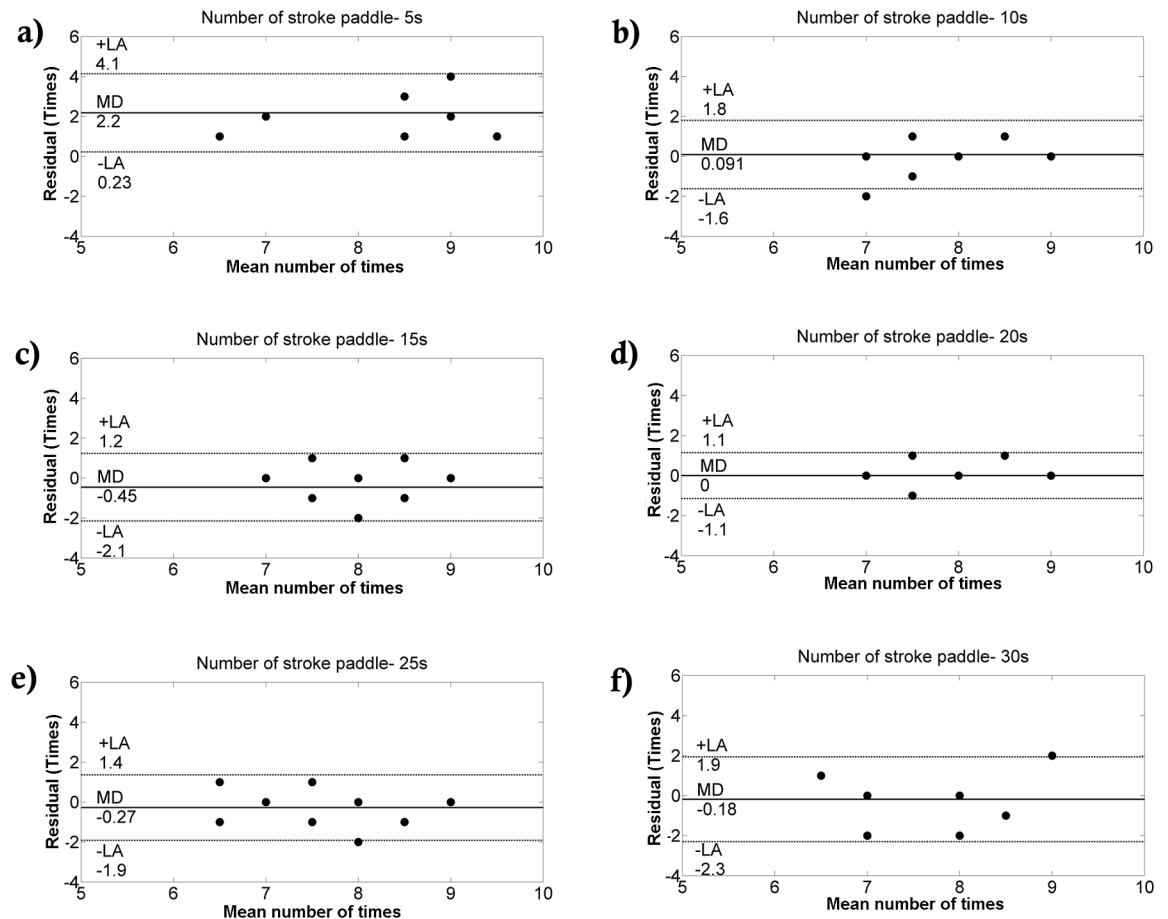 a)
Number of stroke paddle- 5s
Residual (Times)
6
4
2
0
-2
-4
+LA
4.1
MD
2.2
-LA
0.23
5 6 7 8 9 10
Mean number of times
b)
Number of stroke paddle- 10s
Residual (Times)
6
4
2
0
-2
-4
+LA
1.8
MD
0.091
-LA
-1.6
5 6 7 8 9 10
Mean number of times
c)
Number of stroke paddle- 15s
Residual (Times)
6
4
2
0
-2
-4
+LA
1.2
MD
-0.45
-LA
-2.1
5 6 7 8 9 10
Mean number of times
d)
Number of stroke paddle- 20s
Residual (Times)
6
4
2
0
-2
-4
+LA
1.1
MD
0
-LA
-1.1
5 6 7 8 9 10
Mean number of times
e)
Number of stroke paddle- 25s
Residual (Times)
6
4
2
0
-2
-4
+LA
1.4
MD
-0.27
-LA
-1.9
5 6 7 8 9 10
Mean number of times
f)
Number of stroke paddle- 30s
Residual (Times)
6
4
2
0
-2
-4
+LA
1.9
MD
-0.18
-LA
-2.3
5 6 7 8 9 10
Mean number of times